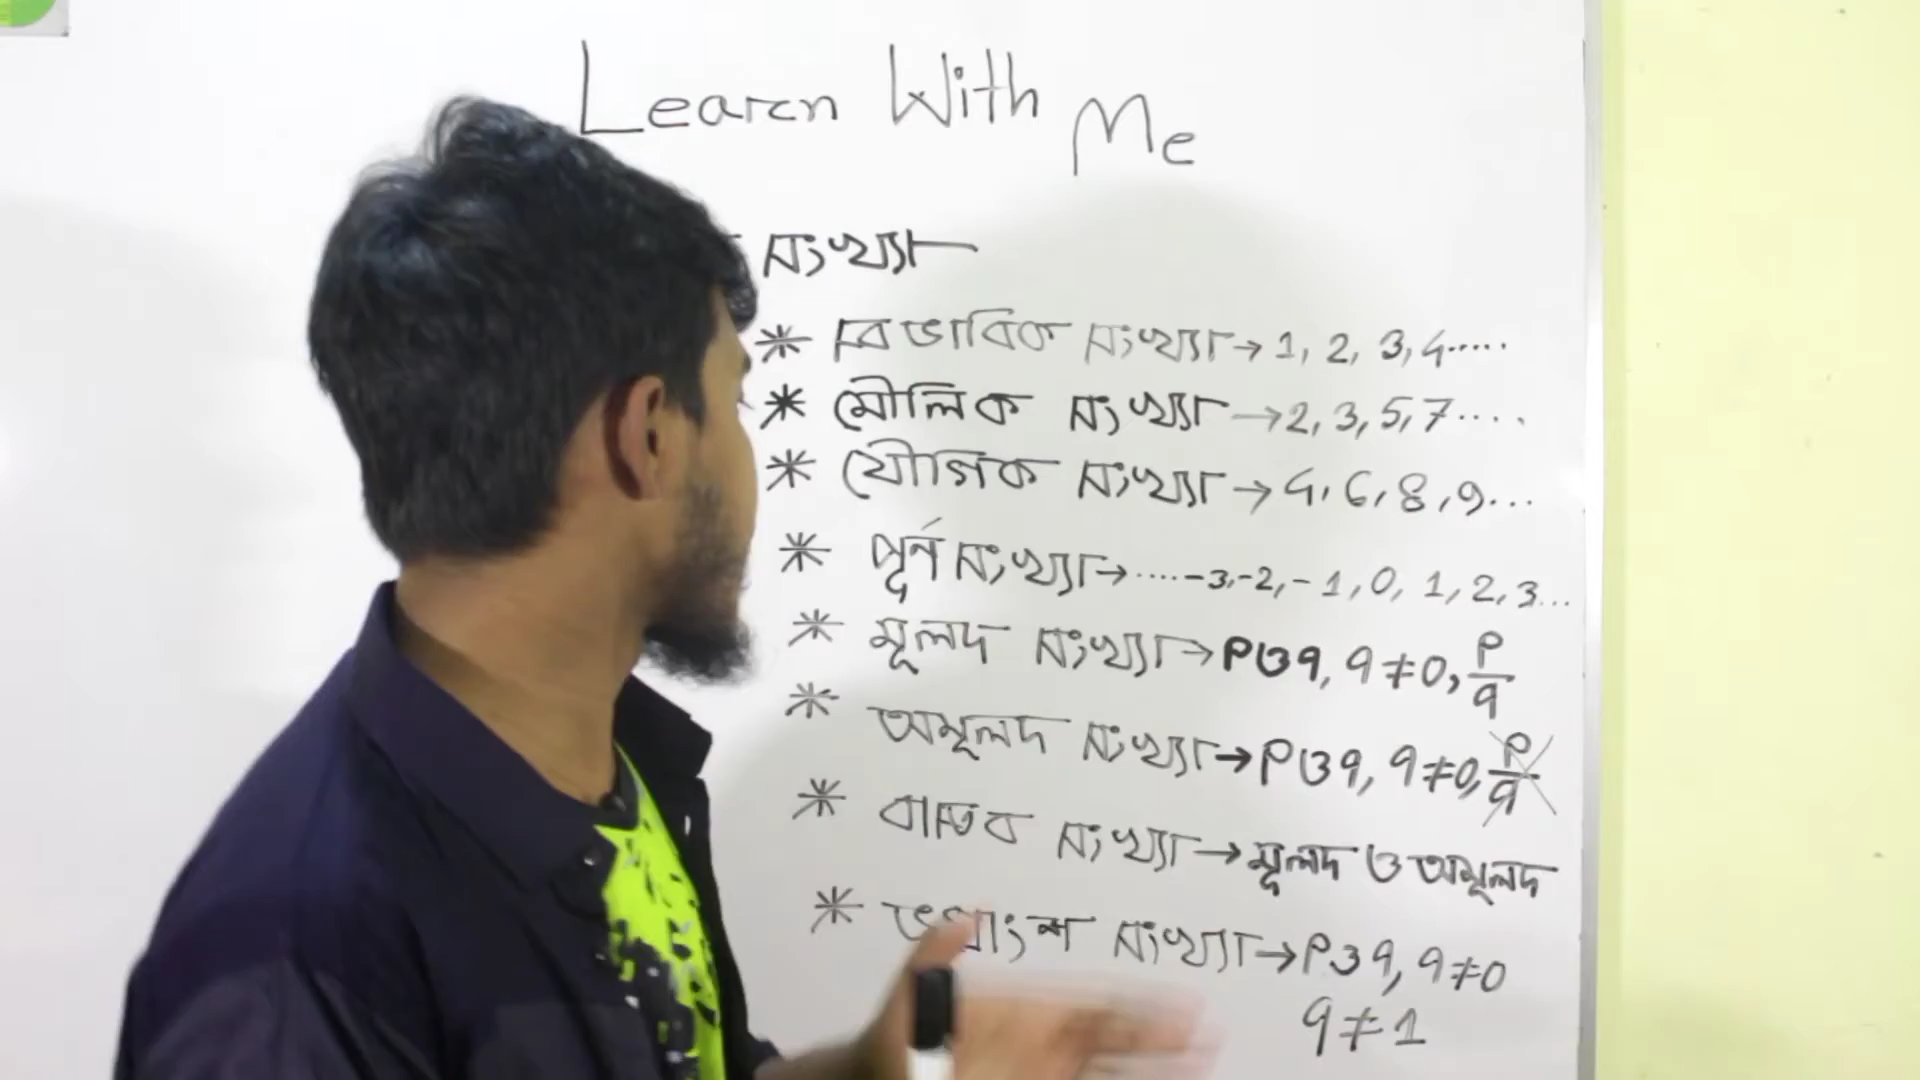 Learn With Me
সংখ্যা
* স্বাভাবিক সংখ্যা → 1, 2, 3, 4.....
* মৌলিক সংখ্যা → 2, 3, 5, 7....
* যৌগিক সংখ্যা → 4, 6, 8, 9...
* পূর্ন সংখ্যা → ....-3,-2,-1,0, 1, 2, 3...
* মূলদ সংখ্যা → P ও q, q ≠ 0, p/q
* অমূলদ সংখ্যা → P ও q, q ≠ 0, p/q
* বাস্তব সংখ্যা → মূলদ ও অমূলদ
* ভগ্নাংশ সংখ্যা → P ও q, q ≠ 0
q ≠ 1